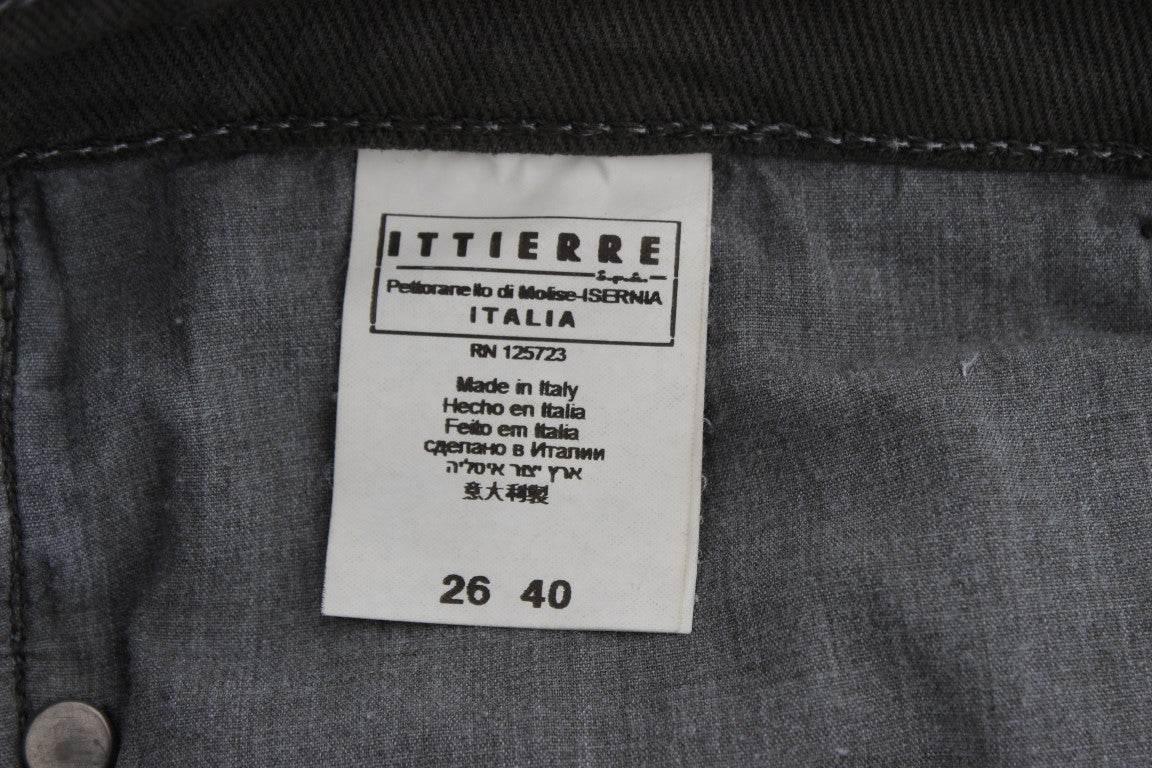 ITTIERRE
S.p.A.
Pettoranello di Molise-ISERNIA
ITALIA
RN 125723
Made in Italy
Hecho en Italia
Feito em Italia
сделано в Италии
ארץ יצור איטליה
意大利製
26 40